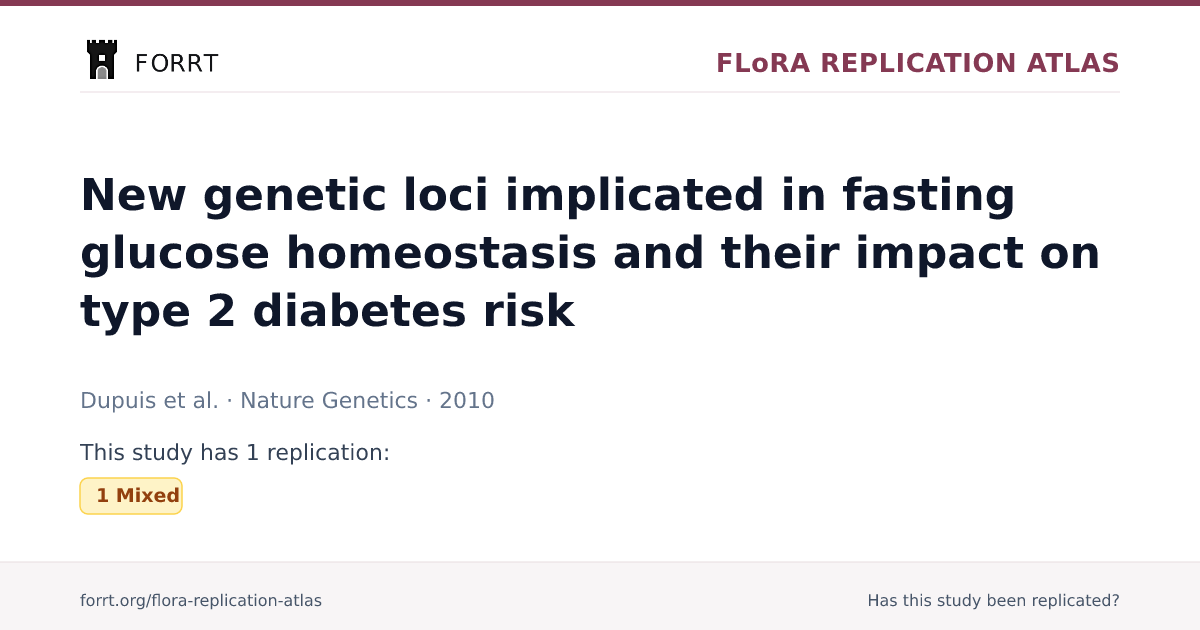 FORRT
FLoRA REPLICATION ATLAS
New genetic loci implicated in fasting
glucose homeostasis and their impact on
type 2 diabetes risk
Dupuis et al. · Nature Genetics · 2010
This study has 1 replication:
1 Mixed
forrt.org/flora-replication-atlas
Has this study been replicated?